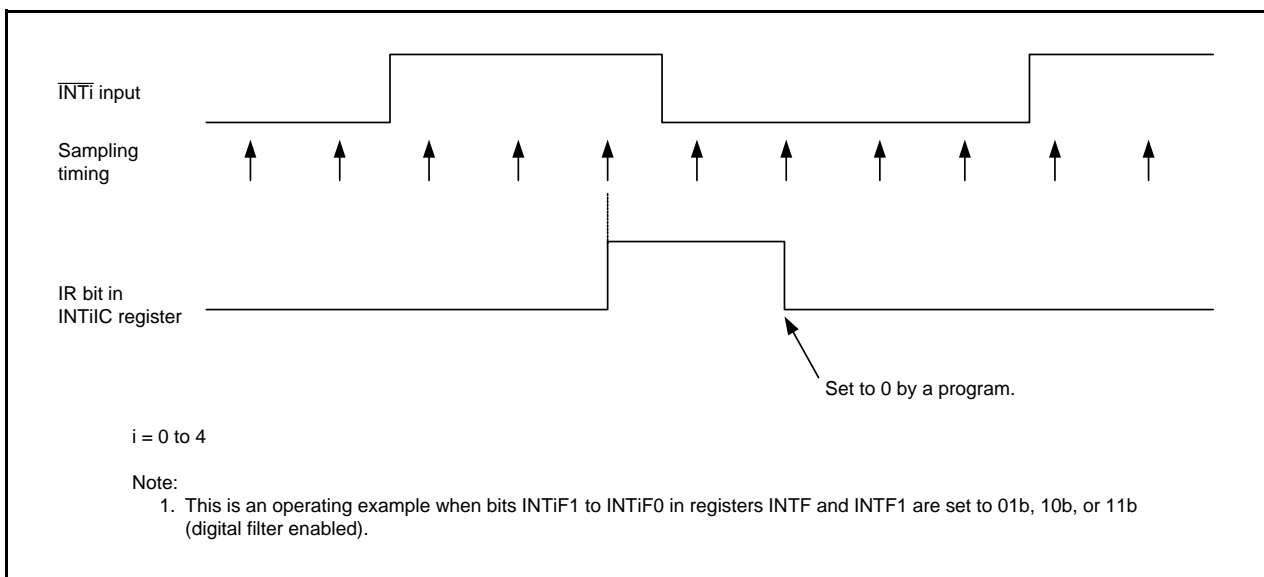 INTi input
Sampling
timing
IR bit in
INTiIC register
Set to 0 by a program.
i = 0 to 4
Note:
1. This is an operating example when bits INTiF1 to INTiF0 in registers INTF and INTF1 are set to 01b, 10b, or 11b
(digital filter enabled).